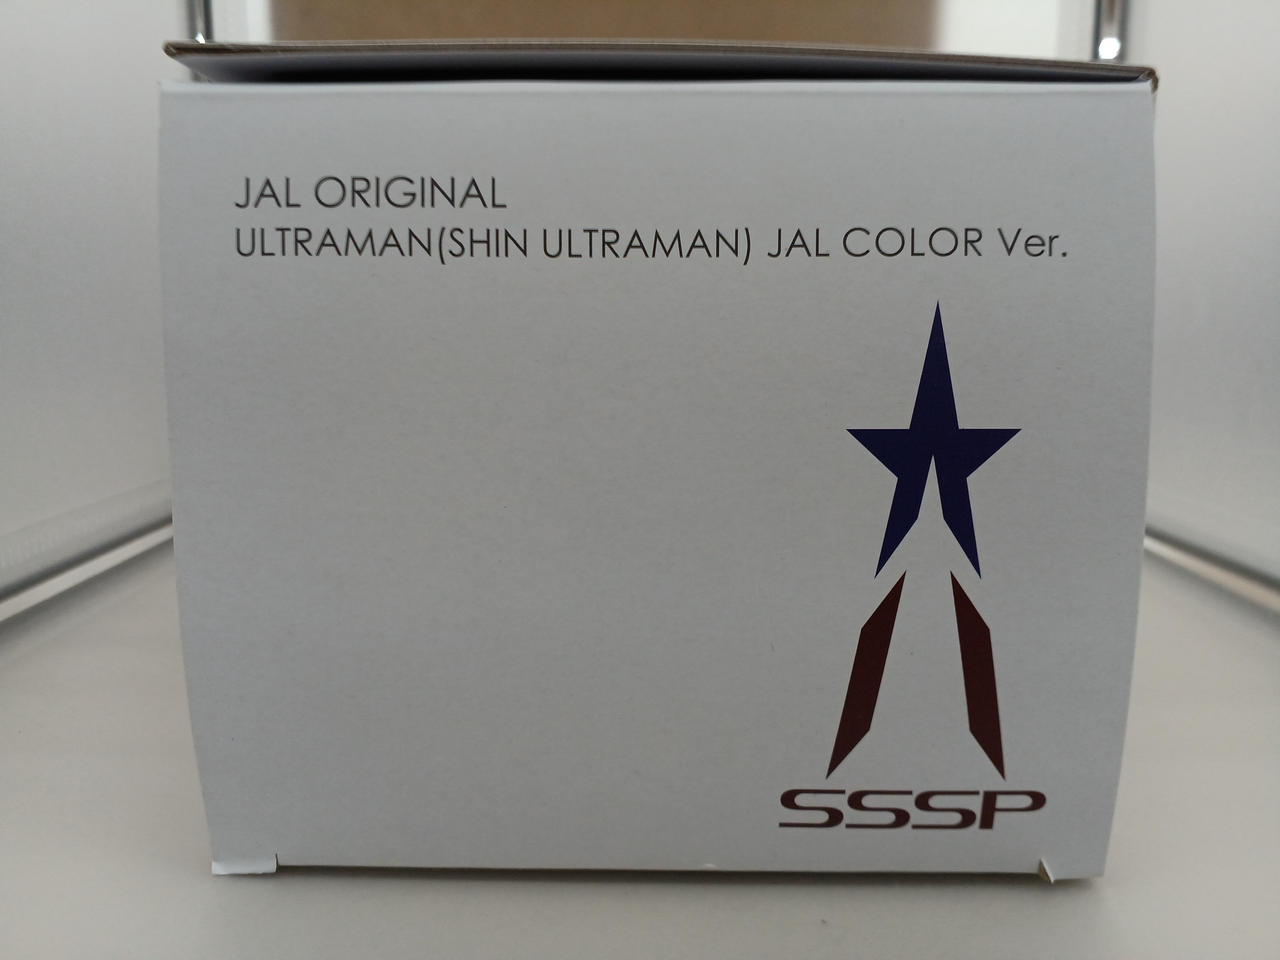 JAL ORIGINAL
ULTRAMAN(SHIN ULTRAMAN) JAL COLOR Ver.
SSSP